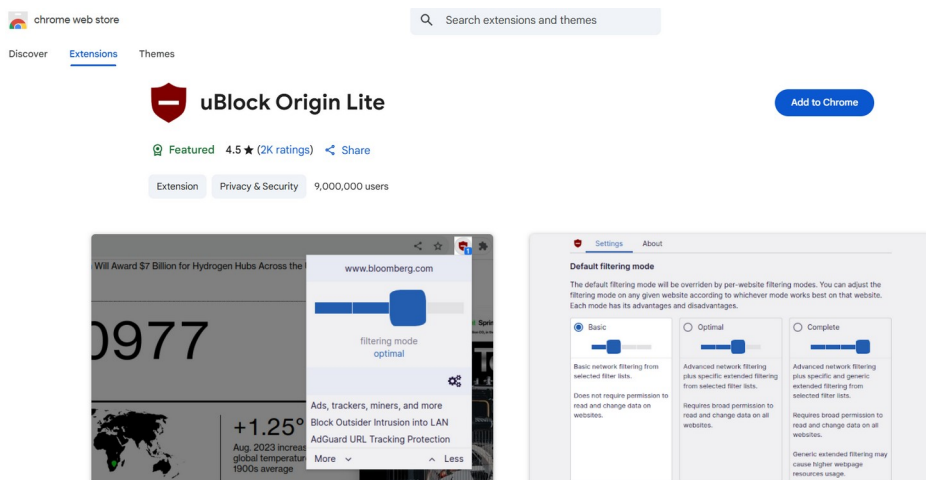 chrome web store
Search extensions and themes
Discover Extensions Themes
uBlock Origin Lite
Add to Chrome
Featured 4.5 ★ (2K ratings) Share
Extension Privacy & Security 9,000,000 users
Will Award $7 Billion for Hydrogen Hubs Across the
0977
+1.25°
Aug. 2023 increas
global temperatur
1900s average
1
www.bloomberg.com
filtering mode
optimal
Ads, trackers, miners, and more
Block Outsider Intrusion into LAN
AdGuard URL Tracking Protection
More Less
Settings About
Default filtering mode
The default filtering mode will be overriden by per-website filtering modes. You can adjust the
filtering mode on any given website according to whichever mode works best on that website.
Each mode has its advantages and disadvantages.
Basic
Basic network filtering from
selected filter lists.
Does not require permission to
read and change data on
websites.
Optimal
Advanced network filtering
plus specific extended filtering
from selected filter lists.
Requires broad permission to
read and change data on all
websites.
Complete
Advanced network filtering
plus specific and generic
extended filtering from
selected filter lists.
Requires broad permission to
read and change data on all
websites.
Generic extended filtering may
cause higher webpage
resources usage.